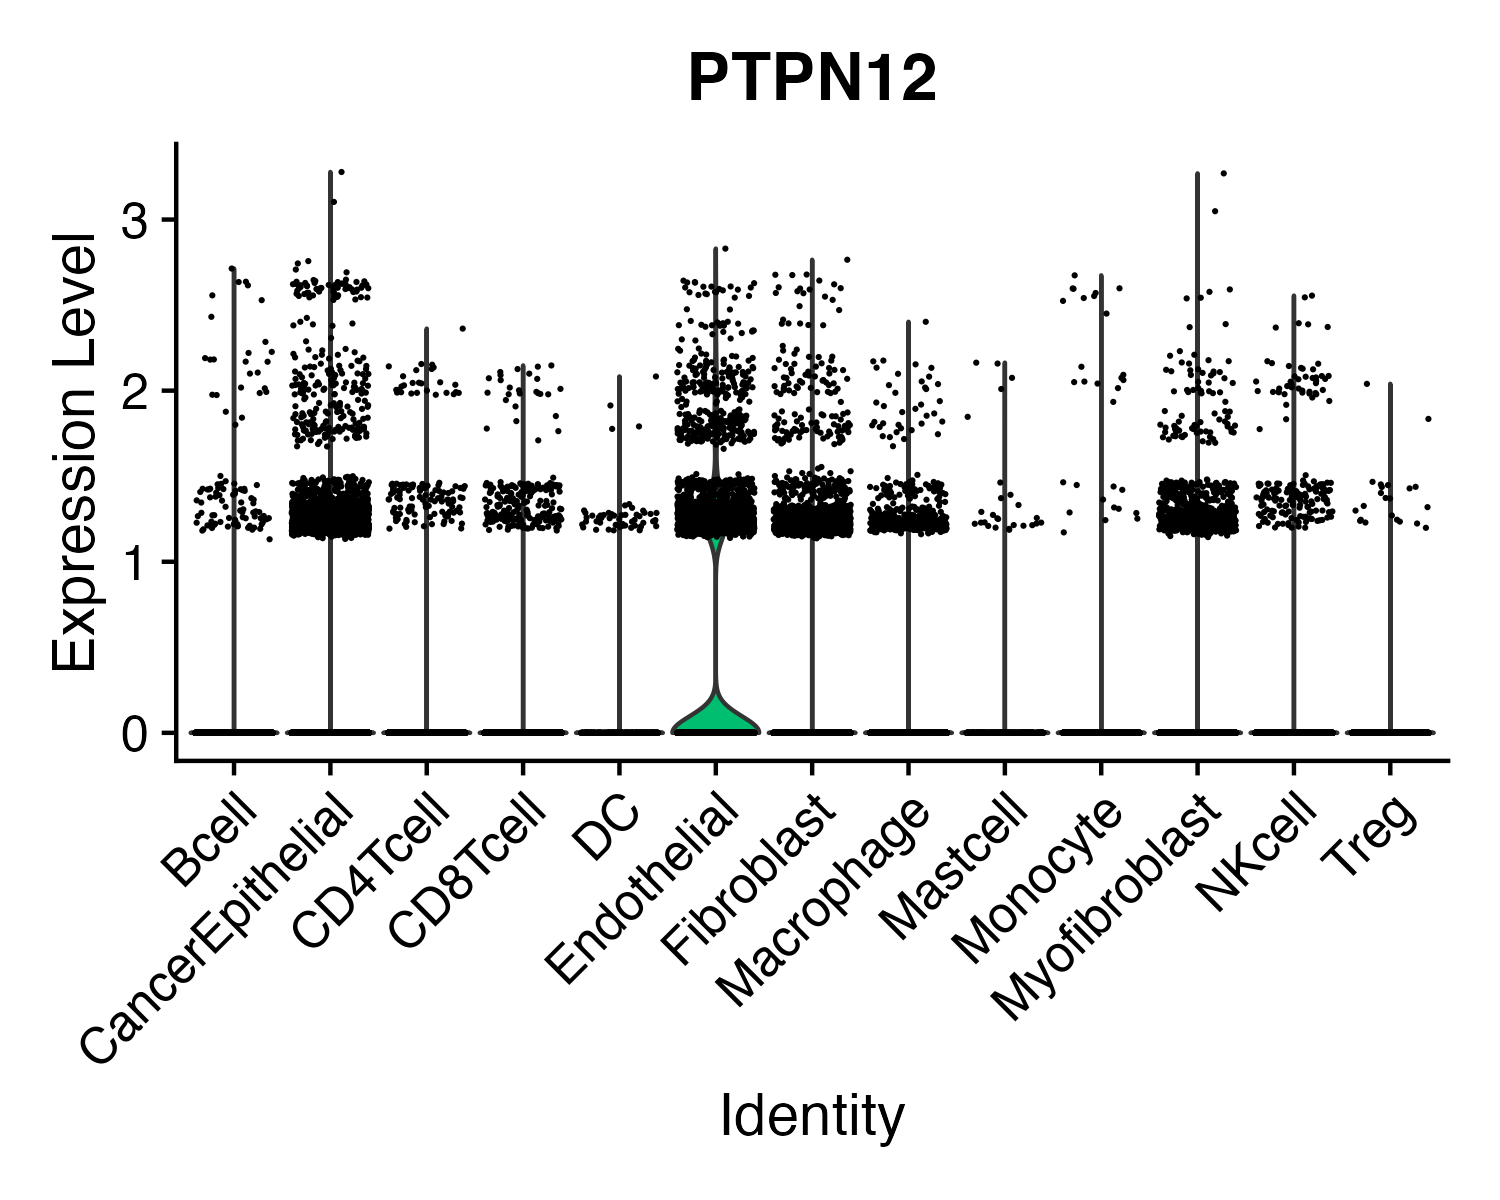 PTPN12
Expression Level
3
2
1
0
Bcell
CancerEpithelial
CD4Tcell
CD8Tcell
DC
Endothelial
Fibroblast
Macrophage
Mastcell
Monocyte
Myofibroblast
NKcell
Treg
Identity